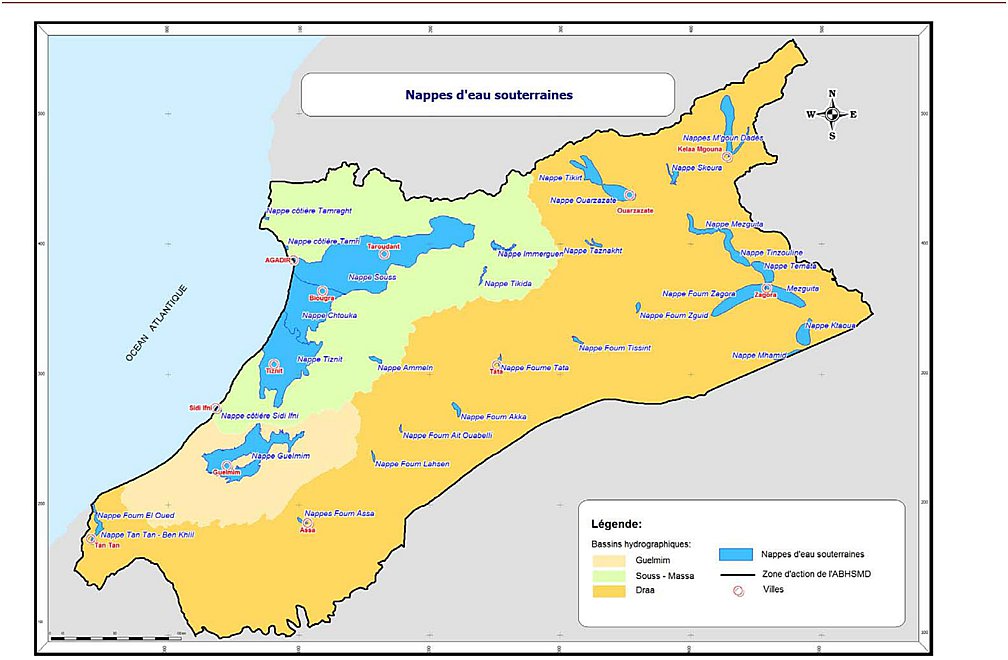 Nappes d'eau souterraines
N
W E
S
Nappes M'goun Dadès
Kelaa Mgouna
Nappe Skoura
Nappe Tikirt
Nappe Ouarzazate
Ouarzazate
Nappe côtiére Tamraght
Nappe Mezguita
Nappe côtiére Tamri
Taroudant
Nappe Immerguen
Nappe Taznakht
Nappe Tinzouline
AGADIR
Nappe Ternata
Nappe Souss
Nappe Tikida
Biougra
Nappe Foum Zagora
Zagora
Mezguita
Nappe Chtouka
Nappe Foum Zguid
Nappe Ktaoua
OCEAN ATLANTIQUE
Nappe Foum Tissint
Nappe Mhamid
Nappe Tiznit
Tiznit
Nappe Ammeln
Tata
Nappe Foume Tata
Sidi Ifni
Nappe côtiére Sidi Ifni
Nappe Foum Akka
Nappe Foum Ait Ouabelli
Nappe Guelmim
Nappe Foum Lahsen
Guelmim
Nappe Foum El Oued
Nappes Foum Assa
Assa
Nappe Tan Tan - Ben Khlil
Tan Tan
Légende:
Bassins hydrographiques:
Guelmim
Souss - Massa
Draa
Nappes d'eau souterraines
Zone d'action de l'ABHSMD
Villes